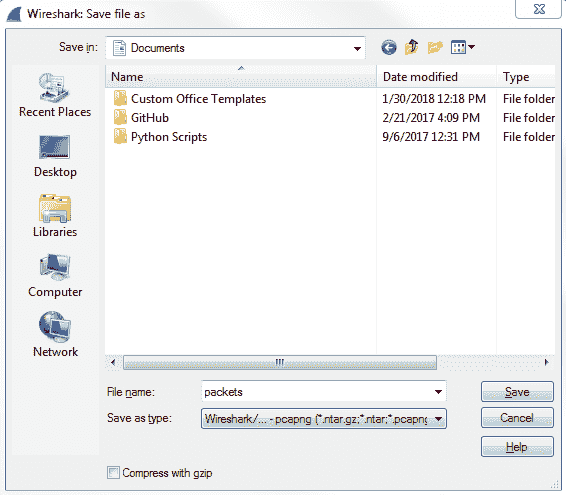 Wireshark: Save file as
Save in: Documents
Name Date modified Type
Custom Office Templates 1/30/2018 12:18 PM File folder
GitHub 2/21/2017 4:09 PM File folder
Python Scripts 9/6/2017 12:31 PM File folder
Recent Places
Desktop
Libraries
Computer
Network
File name: packets Save
Save as type: Wireshark/... - pcapng (*.ntar.gz;*.ntar;*.pcapng Cancel
Help
Compress with gzip